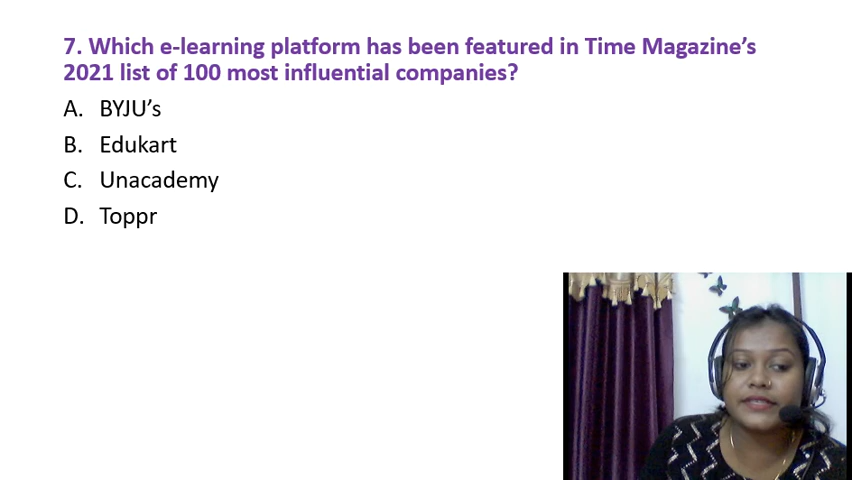 7. Which e-learning platform has been featured in Time Magazine’s
2021 list of 100 most influential companies?
A. BYJU’s
B. Edukart
C. Unacademy
D. Toppr